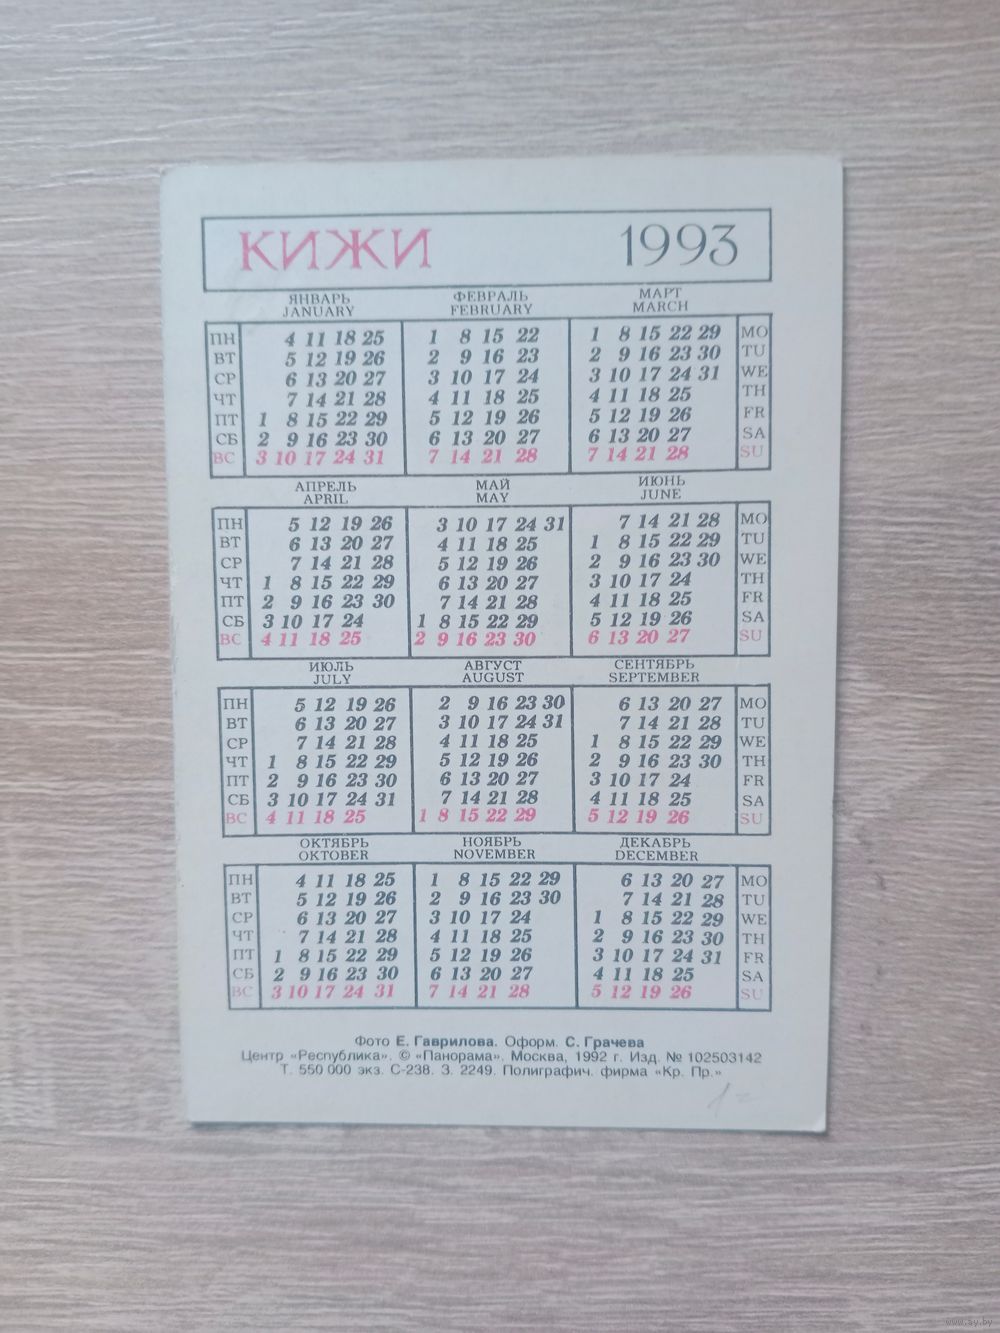 КИЖИ 1993
ЯНВАРЬ ФЕВРАЛЬ МАРТ
JANUARY FEBRUARY MARCH
ПН 4 11 18 25 1 8 15 22 1 8 15 22 29 MO
ВТ 5 12 19 26 2 9 16 23 2 9 16 23 30 TU
СР 6 13 20 27 3 10 17 24 3 10 17 24 31 WE
ЧТ 7 14 21 28 4 11 18 25 4 11 18 25 TH
ПТ 1 8 15 22 29 5 12 19 26 5 12 19 26 FR
СБ 2 9 16 23 30 6 13 20 27 6 13 20 27 SA
ВС 3 10 17 24 31 7 14 21 28 7 14 21 28 SU
АПРЕЛЬ МАЙ ИЮНЬ
APRIL MAY JUNE
ПН 5 12 19 26 3 10 17 24 31 7 14 21 28 MO
ВТ 6 13 20 27 4 11 18 25 1 8 15 22 29 TU
СР 7 14 21 28 5 12 19 26 2 9 16 23 30 WE
ЧТ 1 8 15 22 29 6 13 20 27 3 10 17 24 TH
ПТ 2 9 16 23 30 7 14 21 28 4 11 18 25 FR
СБ 3 10 17 24 1 8 15 22 29 5 12 19 26 SA
ВС 4 11 18 25 2 9 16 23 30 6 13 20 27 SU
ИЮЛЬ АВГУСТ СЕНТЯБРЬ
JULY AUGUST SEPTEMBER
ПН 5 12 19 26 2 9 16 23 30 6 13 20 27 MO
ВТ 6 13 20 27 3 10 17 24 31 7 14 21 28 TU
СР 7 14 21 28 4 11 18 25 1 8 15 22 29 WE
ЧТ 1 8 15 22 29 5 12 19 26 2 9 16 23 30 TH
ПТ 2 9 16 23 30 6 13 20 27 3 10 17 24 FR
СБ 3 10 17 24 31 7 14 21 28 4 11 18 25 SA
ВС 4 11 18 25 1 8 15 22 29 5 12 19 26 SU
ОКТЯБРЬ НОЯБРЬ ДЕКАБРЬ
OKTOBER NOVEMBER DECEMBER
ПН 4 11 18 25 1 8 15 22 29 6 13 20 27 MO
ВТ 5 12 19 26 2 9 16 23 30 7 14 21 28 TU
СР 6 13 20 27 3 10 17 24 1 8 15 22 29 WE
ЧТ 7 14 21 28 4 11 18 25 2 9 16 23 30 TH
ПТ 1 8 15 22 29 5 12 19 26 3 10 17 24 31 FR
СБ 2 9 16 23 30 6 13 20 27 4 11 18 25 SA
ВС 3 10 17 24 31 7 14 21 28 5 12 19 26 SU
Фото Е. Гаврилова. Оформ. С. Грачева
Центр «Республика». © «Панорама». Москва, 1992 г. Изд. № 102503142
Т. 550 000 экз. С-238. З. 2249. Полиграфич. фирма «Кр. Пр.»
www.ay.by